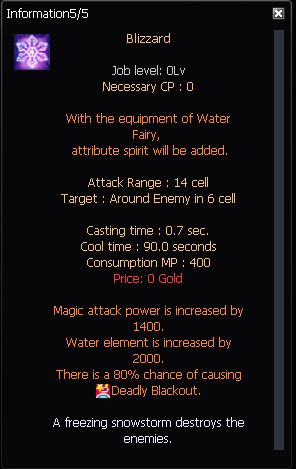 Information5/5
Blizzard
Job level: 0Lv
Necessary CP : 0
With the equipment of Water
Fairy,
attribute spirit will be added.
Attack Range : 14 cell
Target : Around Enemy in 6 cell
Casting time : 0.7 sec.
Cool time : 90.0 seconds
Consumption MP : 400
Price: 0 Gold
Magic attack power is increased by
1400.
Water element is increased by
2000.
There is a 80% chance of causing
Deadly Blackout.
A freezing snowstorm destroys the
enemies.